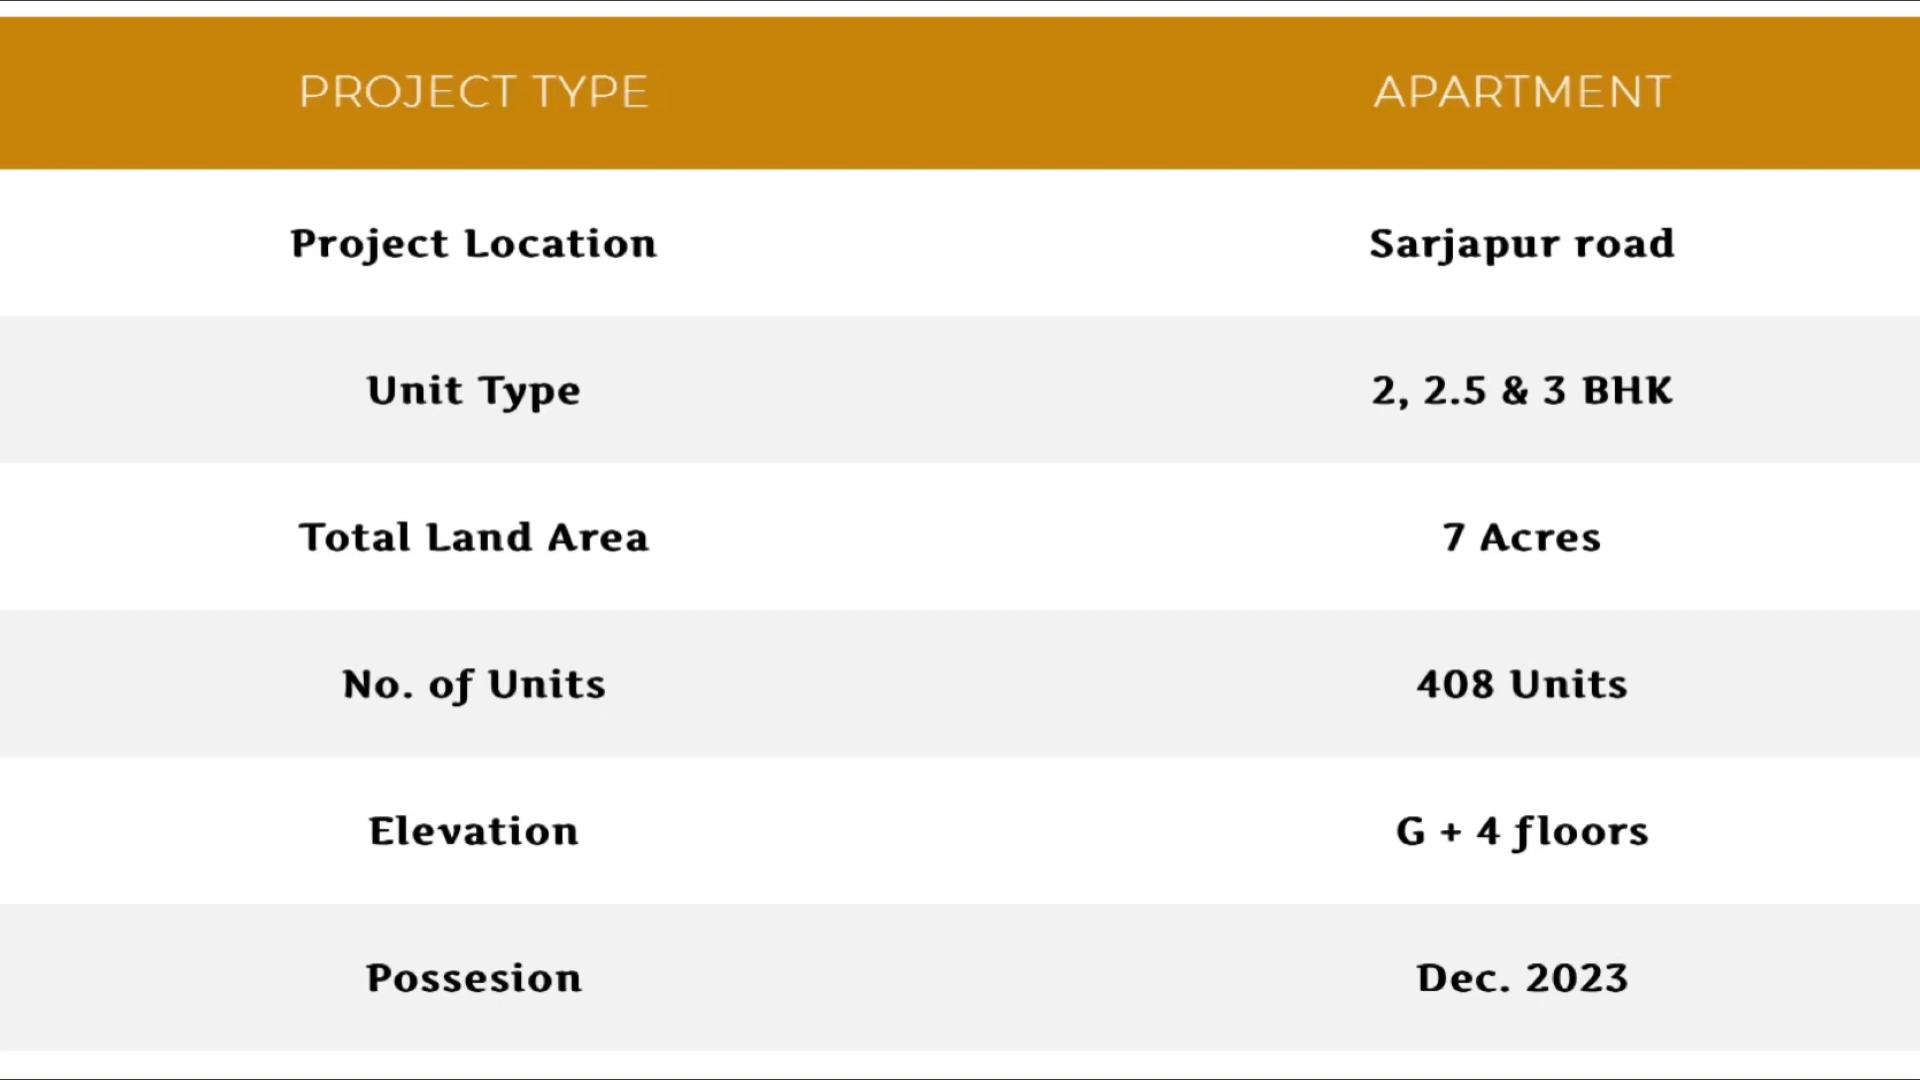 PROJECT TYPE APARTMENT
Project Location Sarjapur road
Unit Type 2, 2.5 & 3 BHK
Total Land Area 7 Acres
No. of Units 408 Units
Elevation G + 4 floors
Possesion Dec. 2023